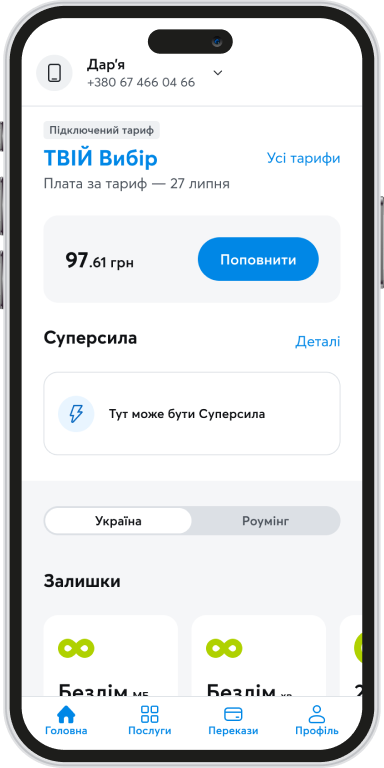 Дар'я
+380 67 466 04 66
Підключений тариф
ТВІЙ Вибір
Усі тарифи
Плата за тариф — 27 липня
97.61 грн
Поповнити
Суперсила
Деталі
Тут може бути Суперсила
Україна
Роумінг
Залишки
Безлім МБ
Безлім хв
Головна
Послуги
Перекази
Профіль